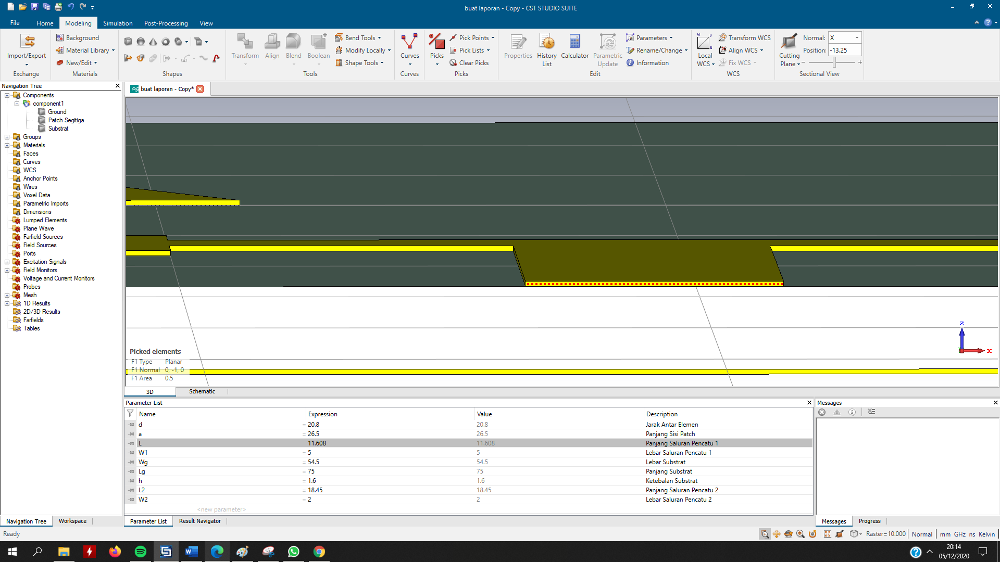 buat laporan - Copy - CST STUDIO SUITE
File Home Modeling Simulation Post-Processing View
Import/Export
Exchange
Background
Material Library
New/Edit
Materials
Shapes
Transform
Align
Blend
Boolean
Bend Tools
Modify Locally
Shape Tools
Tools
Curves
Curves
Picks
Pick Points
Pick Lists
Clear Picks
Picks
Properties
History List
Calculator
Parametric Update
Parameters
Rename/Change
Information
Edit
Local WCS
Transform WCS
Align WCS
Fix WCS
WCS
Cutting Plane
Normal: X
Position: -13.25
Sectional View
Navigation Tree
Components
component1
Ground
Patch Segitiga
Substrat
Groups
Materials
Faces
Curves
WCS
Anchor Points
Wires
Voxel Data
Parametric Imports
Dimensions
Lumped Elements
Plane Wave
Farfield Sources
Field Sources
Ports
Excitation Signals
Field Monitors
Voltage and Current Monitors
Probes
Mesh
1D Results
2D/3D Results
Farfields
Tables
Navigation Tree Workspace
buat laporan - Copy*
z
x
Picked elements
F1 Type Planar
F1 Normal 0, -1, 0
F1 Area 0.5
3D Schematic
Parameter List
Name Expression Value Description
d = 20.8 20.8 Jarak Antar Elemen
a = 26.5 26.5 Panjang Sisi Patch
L 11.608 11.608 Panjang Saluran Pencatu 1
W1 = 5 5 Lebar Saluran Pencatu 1
Wg = 54.5 54.5 Lebar Substrat
Lg = 75 75 Panjang Substrat
h = 1.6 1.6 Ketebalan Substrat
L2 = 18.45 18.45 Panjang Saluran Pencatu 2
W2 = 2 2 Lebar Saluran Pencatu 2
<new parameter>
Parameter List Result Navigator
Messages
Messages Progress
Ready
Raster=10.000 Normal mm GHz ns Kelvin
20:14
05/12/2020